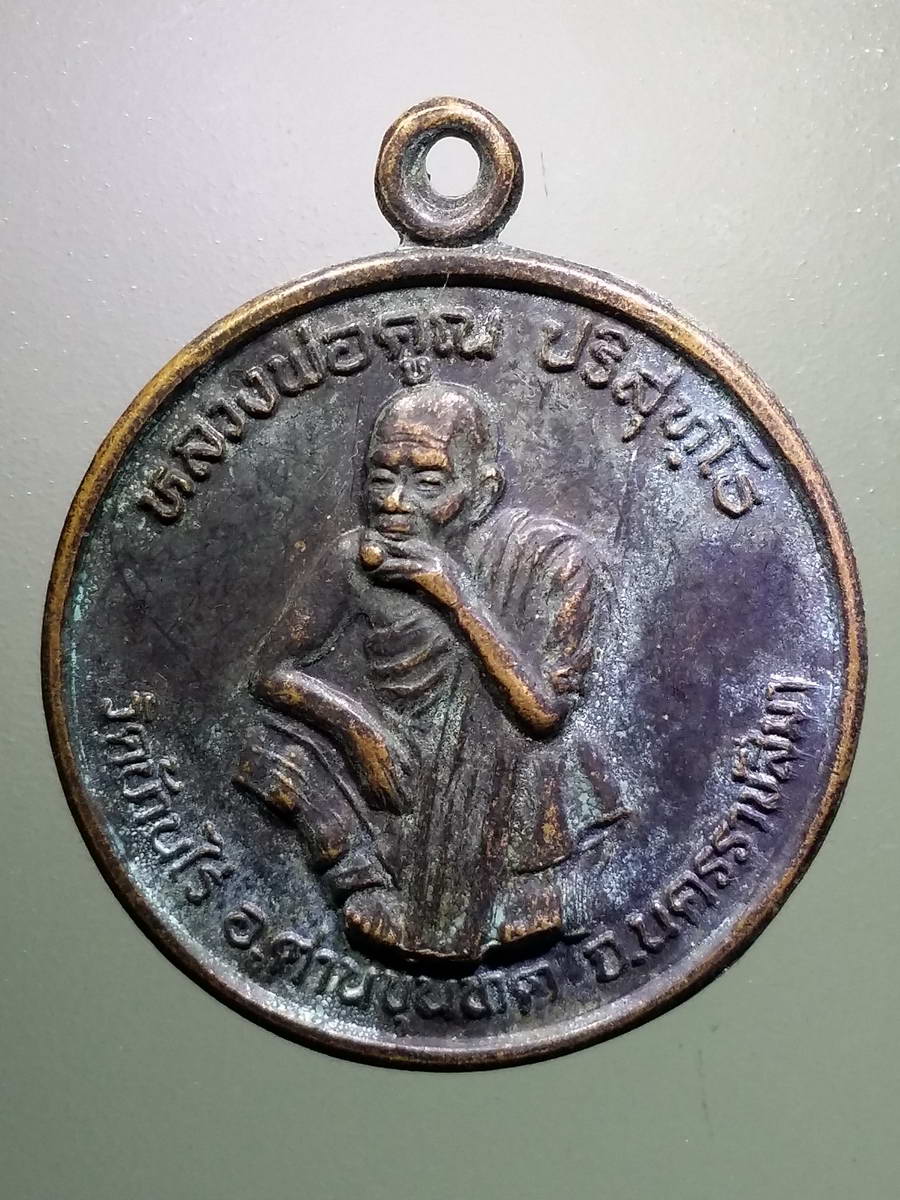 หลวงพ่อคูณ ปริสุทฺโธ
วัดบ้านไร่ อ.ด่านขุนทด จ.นครราชสีมา